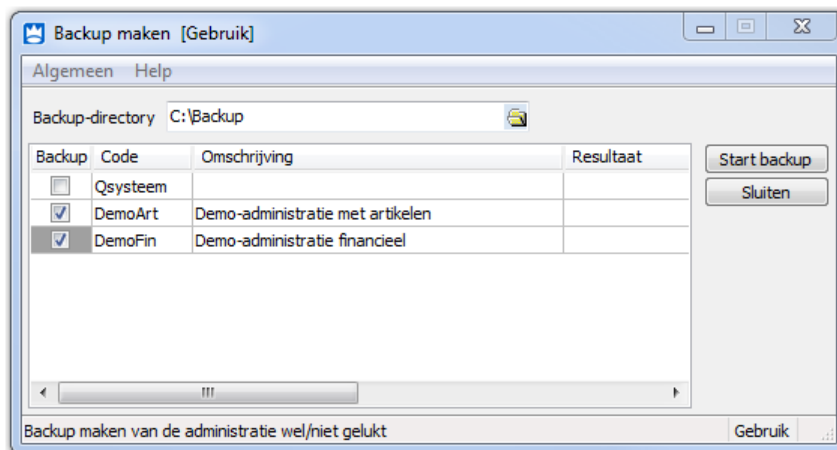 Backup maken [Gebruik]
Algemeen Help
Backup-directory C:\Backup
Backup Code Omschrijving Resultaat
Start backup
Qsysteem
Sluiten
DemoArt Demo-administratie met artikelen
DemoFin Demo-administratie financieel
Backup maken van de administratie wel/niet gelukt Gebruik